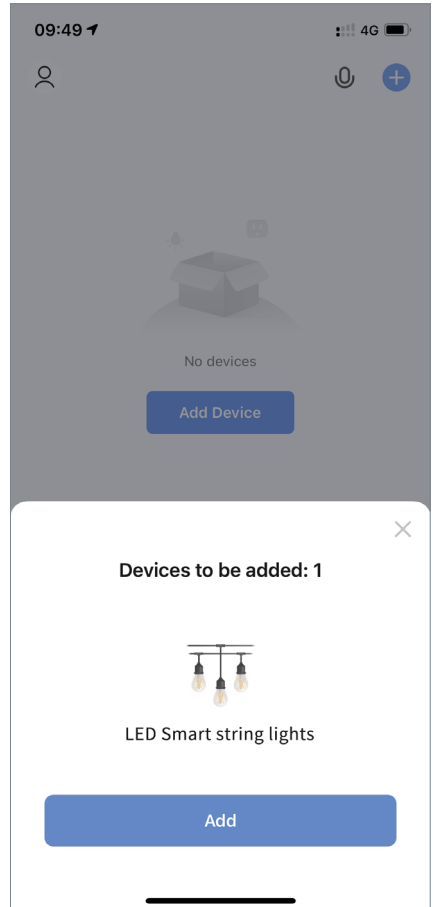 09:49
4G
No devices
Add Device
Devices to be added: 1
LED Smart string lights
Add